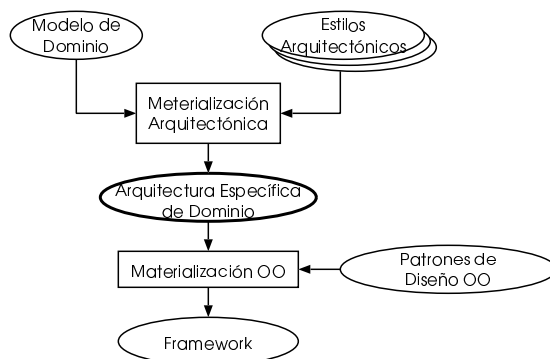 Modelo de
Dominio
Estilos
Arquitectónicos
Meterialización
Arquitectónica
Arquitectura Específica
de Dominio
Materialización OO
Patrones de
Diseño OO
Framework